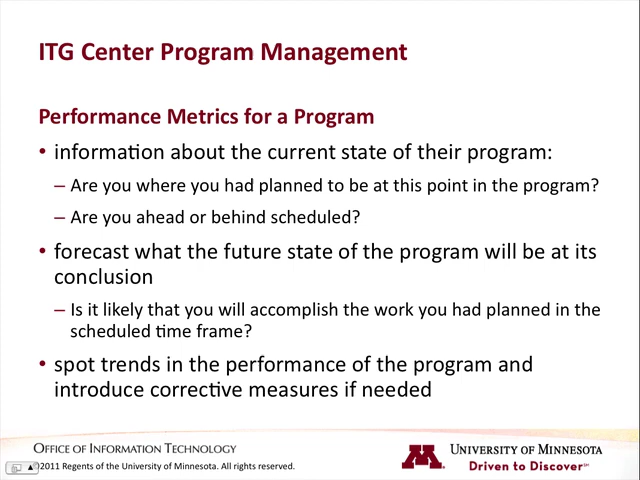 ITG Center Program Management
Performance Metrics for a Program
• information about the current state of their program:
– Are you where you had planned to be at this point in the program?
– Are you ahead or behind scheduled?
• forecast what the future state of the program will be at its
conclusion
– Is it likely that you will accomplish the work you had planned in the
scheduled time frame?
• spot trends in the performance of the program and
introduce corrective measures if needed
OFFICE OF INFORMATION TECHNOLOGY
©2011 Regents of the University of Minnesota. All rights reserved.
M
UNIVERSITY OF MINNESOTA
Driven to Discover℠